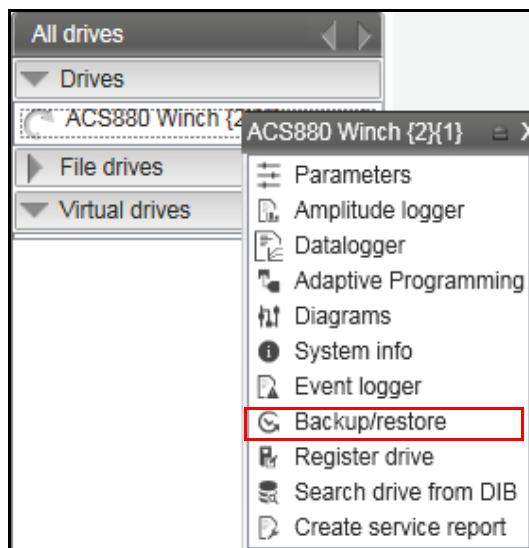 All drives
Drives
ACS880 Winch {2
ACS880 Winch {2}{1}
X
File drives
Virtual drives
Parameters
Amplitude logger
Datalogger
Adaptive Programming
Diagrams
System info
Event logger
Backup/restore
Register drive
Search drive from DIB
Create service report